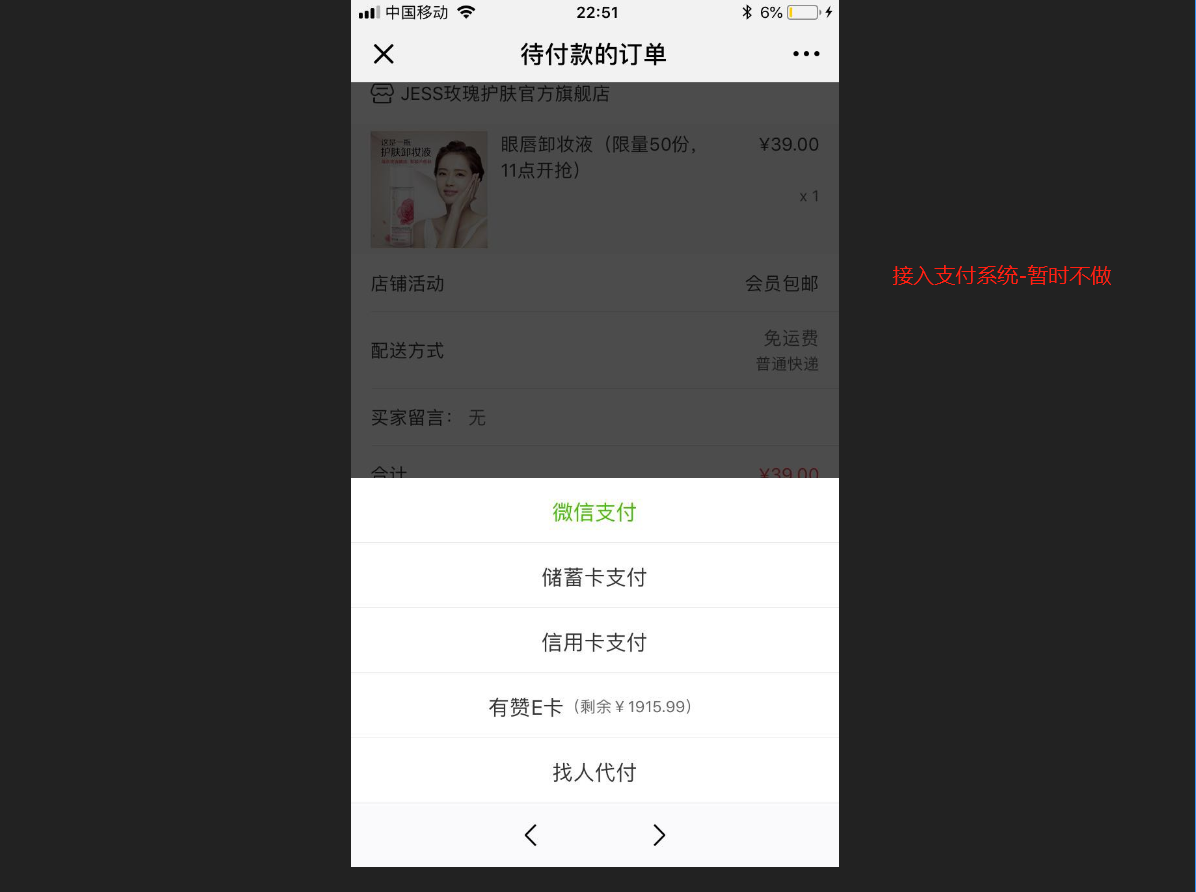 中国移动
22:51
6%
待付款的订单
JESS玫瑰护肤官方旗舰店
这是一瓶
护肤卸妆液
眼唇卸妆液（限量50份，
11点开抢）
¥39.00
x 1
店铺活动
会员包邮
配送方式
免运费
普通快递
买家留言： 无
合计
¥39.00
微信支付
储蓄卡支付
信用卡支付
有赞E卡（剩余￥1915.99）
找人代付
接入支付系统-暂时不做